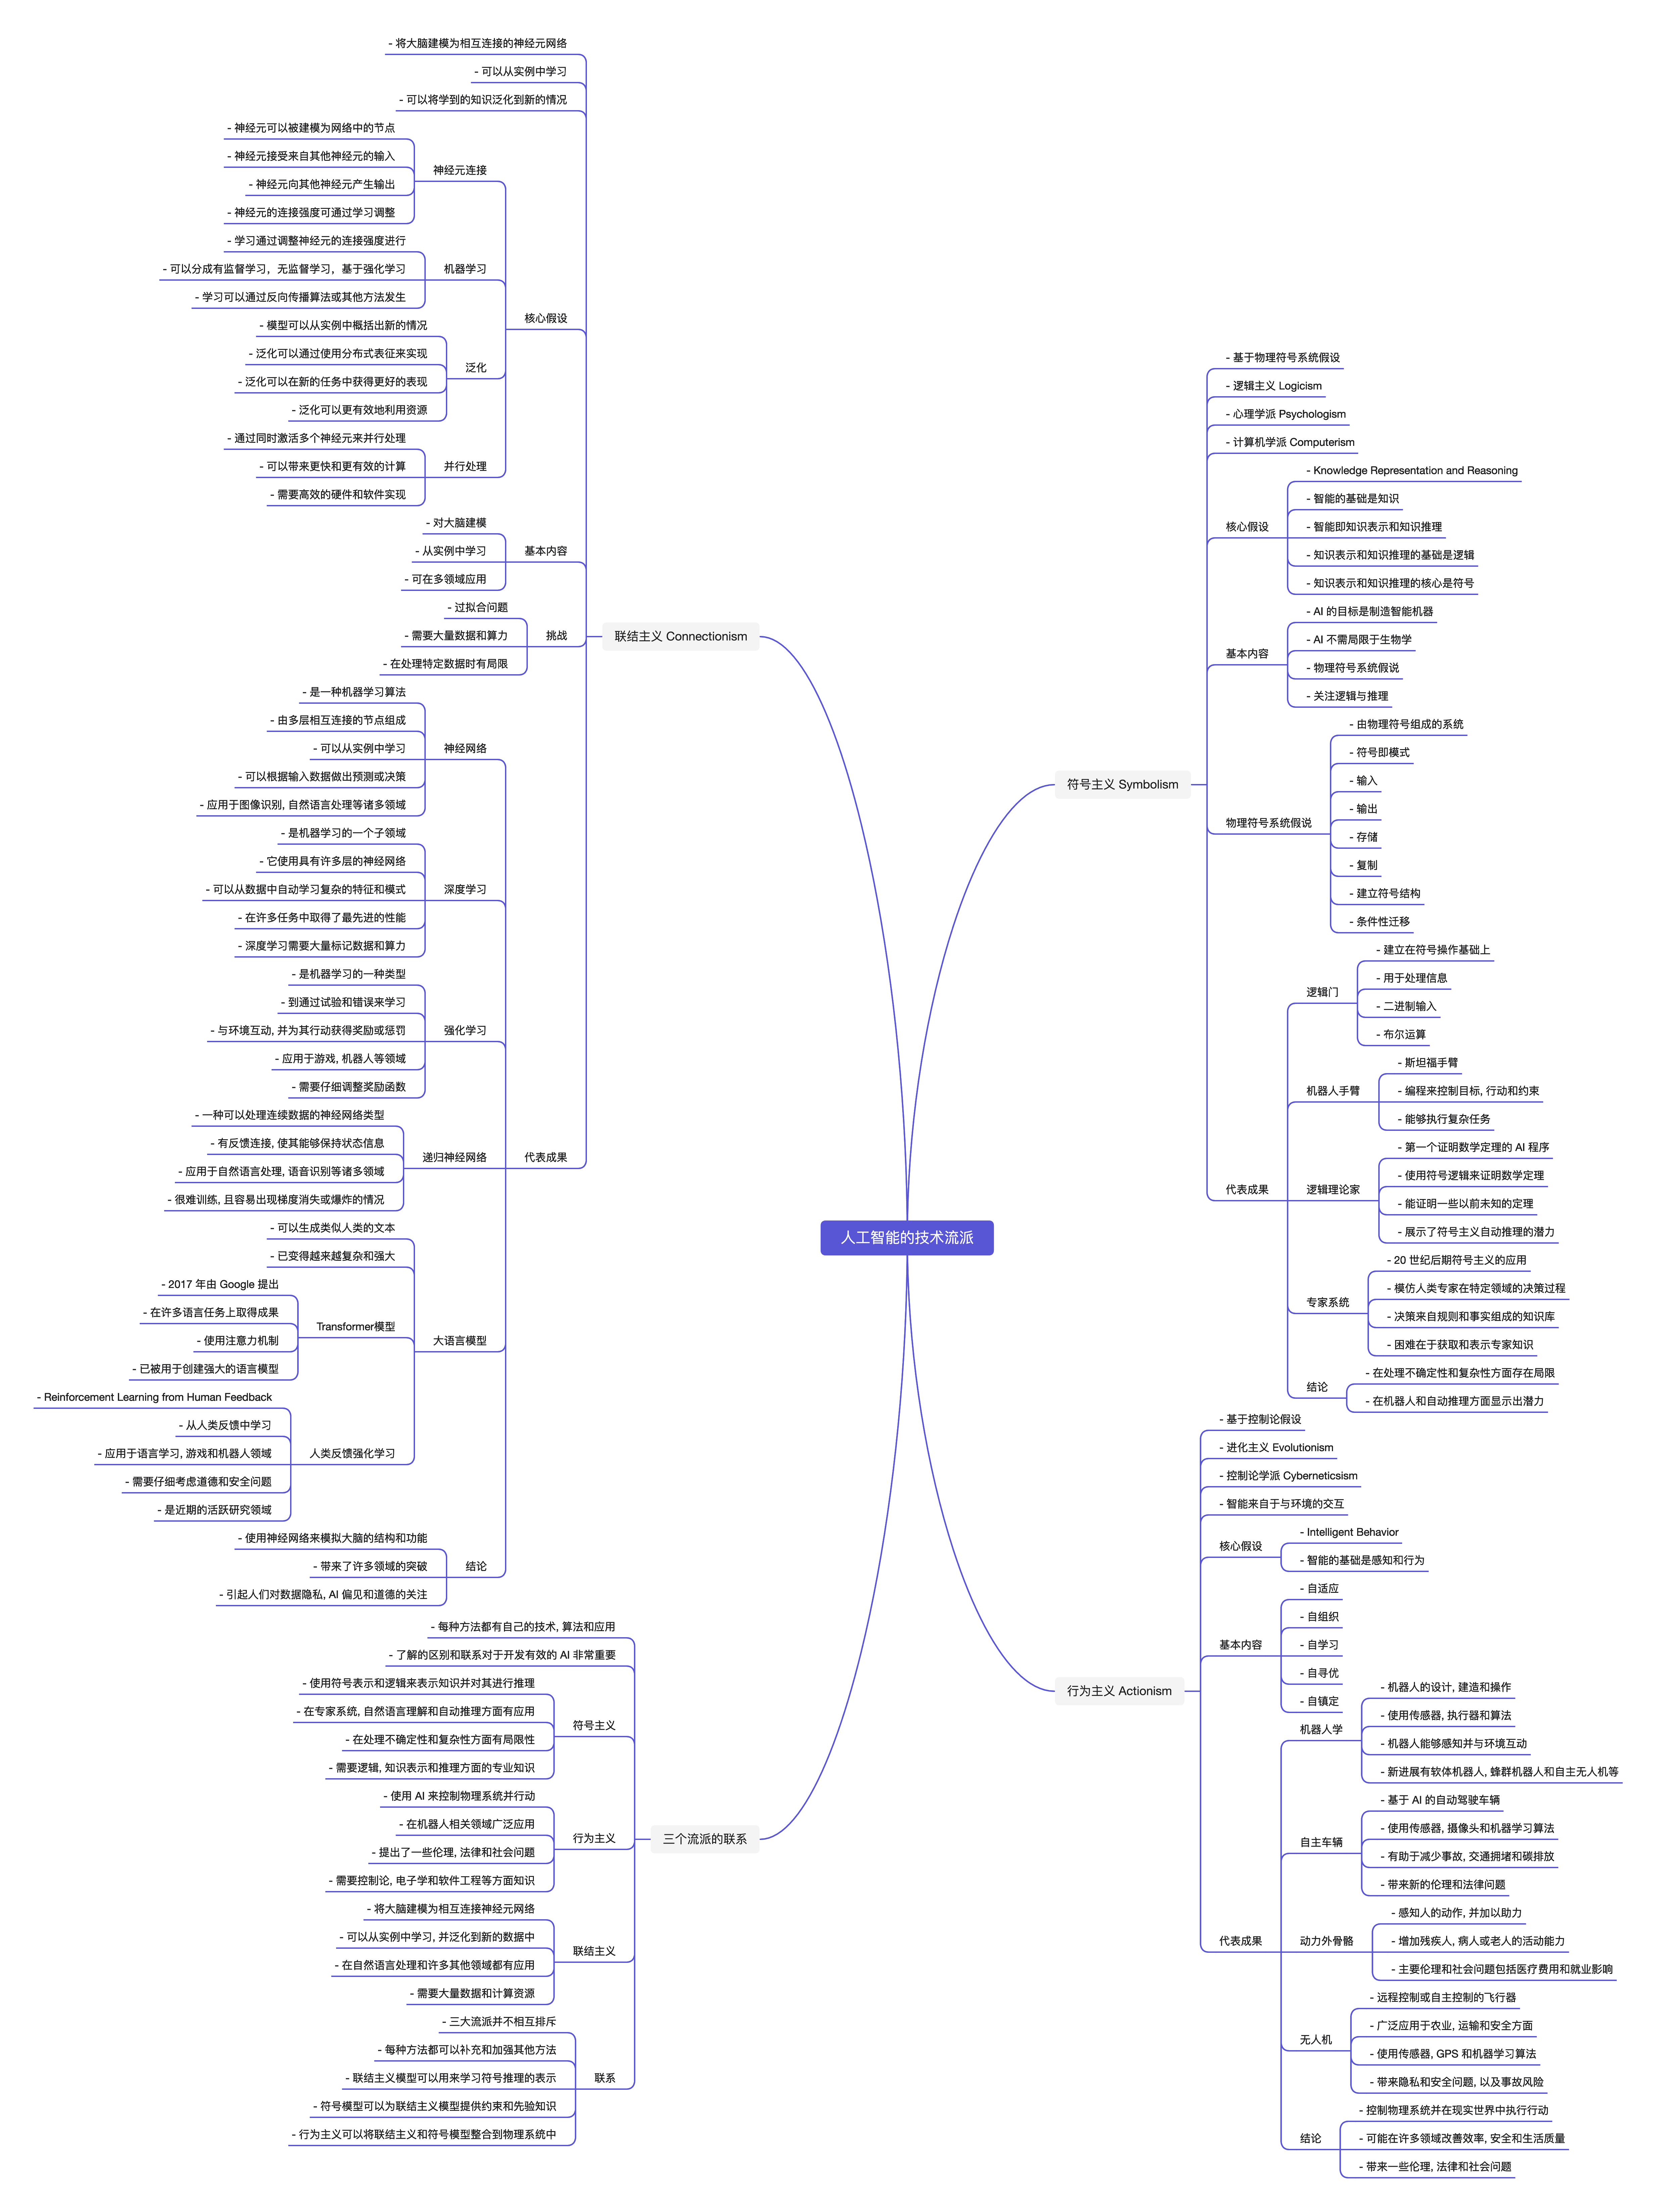 人工智能的技术流派
符号主义 Symbolism
- 基于物理符号系统假设
- 逻辑主义 Logicism
- 心理学派 Psychologism
- 计算机学派 Computerism
核心假设
- Knowledge Representation and Reasoning
- 智能的基础是知识
- 智能即知识表示和知识推理
- 知识表示和知识推理的基础是逻辑
- 知识表示和知识推理的核心是符号
基本内容
- AI 的目标是制造智能机器
- AI 不需局限于生物学
- 物理符号系统假说
- 关注逻辑与推理
物理符号系统假说
- 由物理符号组成的系统
- 符号即模式
- 输入
- 输出
- 存储
- 复制
- 建立符号结构
- 条件性迁移
代表成果
逻辑门
- 建立在符号操作基础上
- 用于处理信息
- 二进制输入
- 布尔运算
机器人手臂
- 斯坦福手臂
- 编程来控制目标, 行动和约束
- 能够执行复杂任务
逻辑理论家
- 第一个证明数学定理的 AI 程序
- 使用符号逻辑来证明数学定理
- 能证明一些以前未知的定理
- 展示了符号主义自动推理的潜力
专家系统
- 20 世纪后期符号主义的应用
- 模仿人类专家在特定领域的决策过程
- 决策来自规则和事实组成的知识库
- 困难在于获取和表示专家知识
结论
- 在处理不确定性和复杂性方面存在局限
- 在机器人和自动推理方面显示出潜力
行为主义 Actionism
- 基于控制论假设
- 进化主义 Evolutionism
- 控制论学派 Cyberneticsism
- 智能来自于与环境的交互
核心假设
- Intelligent Behavior
- 智能的基础是感知和行为
基本内容
- 自适应
- 自组织
- 自学习
- 自寻优
- 自镇定
代表成果
机器人学
- 机器人的设计, 建造和操作
- 使用传感器, 执行器和算法
- 机器人能够感知并与环境互动
- 新进展有软体机器人, 蜂群机器人和自主无人机等
自主车辆
- 基于 AI 的自动驾驶车辆
- 使用传感器, 摄像头和机器学习算法
- 有助于减少事故, 交通拥堵和碳排放
- 带来新的伦理和法律问题
动力外骨骼
- 感知人的动作, 并加以助力
- 增加残疾人, 病人或老人的活动能力
- 主要伦理和社会问题包括医疗费用和就业影响
无人机
- 远程控制或自主控制的飞行器
- 广泛应用于农业, 运输和安全方面
- 使用传感器, GPS 和机器学习算法
- 带来隐私和安全问题, 以及事故风险
结论
- 控制物理系统并在现实世界中执行行动
- 可能在许多领域改善效率, 安全和生活质量
- 带来一些伦理, 法律和社会问题
联结主义 Connectionism
- 将大脑建模为相互连接的神经元网络
- 可以从实例中学习
- 可以将学到的知识泛化到新的情况
核心假设
神经元连接
- 神经元可以被建模为网络中的节点
- 神经元接受来自其他神经元的输入
- 神经元向其他神经元产生输出
- 神经元的连接强度可通过学习调整
机器学习
- 学习通过调整神经元的连接强度进行
- 可以分成有监督学习，无监督学习，基于强化学习
- 学习可以通过反向传播算法或其他方法发生
泛化
- 模型可以从实例中概括出新的情况
- 泛化可以通过使用分布式表征来实现
- 泛化可以在新的任务中获得更好的表现
- 泛化可以更有效地利用资源
并行处理
- 通过同时激活多个神经元来并行处理
- 可以带来更快和更有效的计算
- 需要高效的硬件和软件实现
基本内容
- 对大脑建模
- 从实例中学习
- 可在多领域应用
挑战
- 过拟合问题
- 需要大量数据和算力
- 在处理特定数据时有局限
代表成果
神经网络
- 是一种机器学习算法
- 由多层相互连接的节点组成
- 可以从实例中学习
- 可以根据输入数据做出预测或决策
- 应用于图像识别, 自然语言处理等诸多领域
深度学习
- 是机器学习的一个子领域
- 它使用具有许多层的神经网络
- 可以从数据中自动学习复杂的特征和模式
- 在许多任务中取得了最先进的性能
- 深度学习需要大量标记数据和算力
强化学习
- 是机器学习的一种类型
- 到通过试验和错误来学习
- 与环境互动, 并为其行动获得奖励或惩罚
- 应用于游戏, 机器人等领域
- 需要仔细调整奖励函数
递归神经网络
- 一种可以处理连续数据的神经网络类型
- 有反馈连接, 使其能够保持状态信息
- 应用于自然语言处理, 语音识别等诸多领域
- 很难训练, 且容易出现梯度消失或爆炸的情况
大语言模型
- 可以生成类似人类的文本
- 已变得越来越复杂和强大
Transformer模型
- 2017 年由 Google 提出
- 在许多语言任务上取得成果
- 使用注意力机制
- 已被用于创建强大的语言模型
人类反馈强化学习
- Reinforcement Learning from Human Feedback
- 从人类反馈中学习
- 应用于语言学习, 游戏和机器人领域
- 需要仔细考虑道德和安全问题
- 是近期的活跃研究领域
结论
- 使用神经网络来模拟大脑的结构和功能
- 带来了许多领域的突破
- 引起人们对数据隐私, AI 偏见和道德的关注
三个流派的联系
- 每种方法都有自己的技术, 算法和应用
- 了解的区别和联系对于开发有效的 AI 非常重要
符号主义
- 使用符号表示和逻辑来表示知识并对其进行推理
- 在专家系统, 自然语言理解和自动推理方面有应用
- 在处理不确定性和复杂性方面有局限性
- 需要逻辑, 知识表示和推理方面的专业知识
行为主义
- 使用 AI 来控制物理系统并行动
- 在机器人相关领域广泛应用
- 提出了一些伦理, 法律和社会问题
- 需要控制论, 电子学和软件工程等方面知识
联结主义
- 将大脑建模为相互连接神经元网络
- 可以从实例中学习, 并泛化到新的数据中
- 在自然语言处理和许多其他领域都有应用
- 需要大量数据和计算资源
联系
- 三大流派并不相互排斥
- 每种方法都可以补充和加强其他方法
- 联结主义模型可以用来学习符号推理的表示
- 符号模型可以为联结主义模型提供约束和先验知识
- 行为主义可以将联结主义和符号模型整合到物理系统中